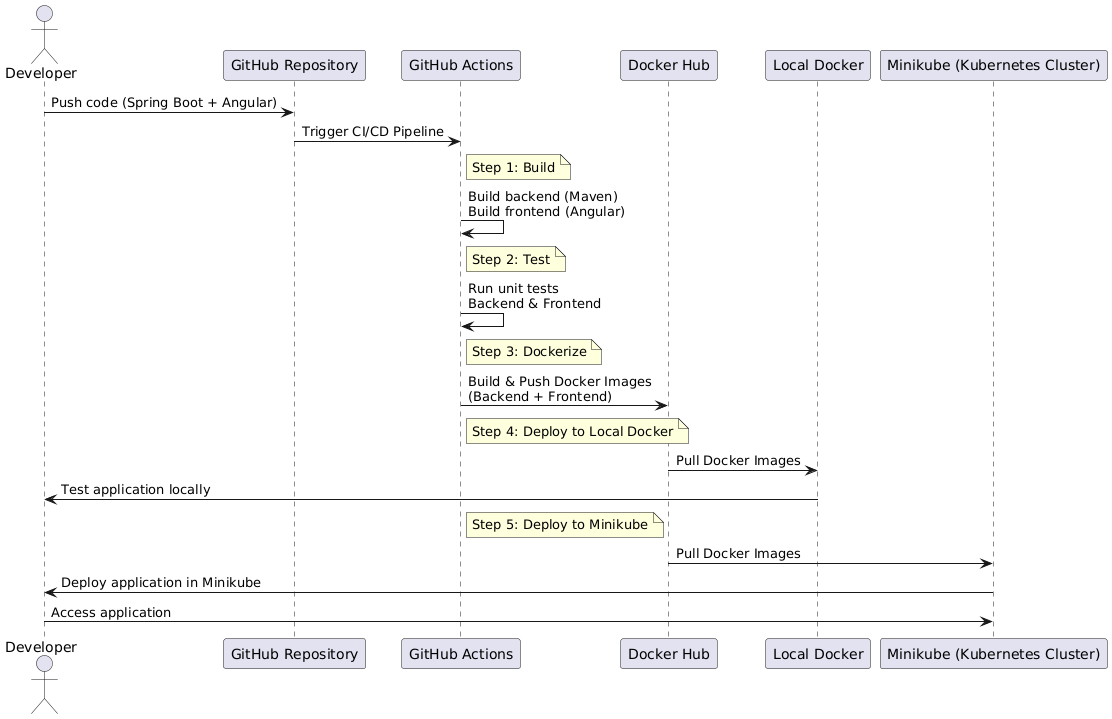 Developer
GitHub Repository
GitHub Actions
Docker Hub
Local Docker
Minikube (Kubernetes Cluster)
Push code (Spring Boot + Angular)
Trigger CI/CD Pipeline
Step 1: Build
Build backend (Maven)
Build frontend (Angular)
Step 2: Test
Run unit tests
Backend & Frontend
Step 3: Dockerize
Build & Push Docker Images
(Backend + Frontend)
Step 4: Deploy to Local Docker
Pull Docker Images
Test application locally
Step 5: Deploy to Minikube
Pull Docker Images
Deploy application in Minikube
Access application
Developer
GitHub Repository
GitHub Actions
Docker Hub
Local Docker
Minikube (Kubernetes Cluster)